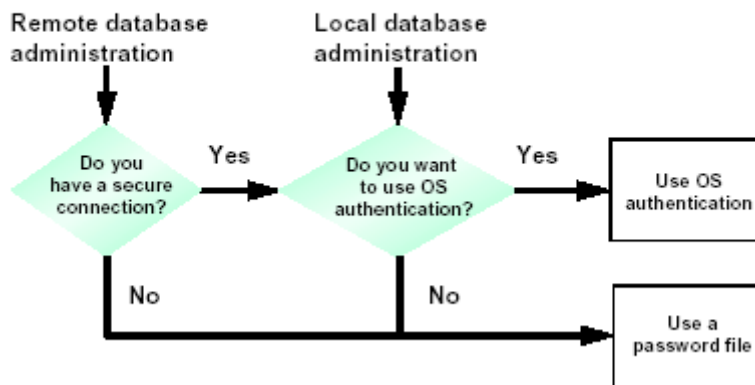 Remote database
administration
Local database
administration
Do you
have a secure
connection?
Yes
Do you want
to use OS
authentication?
Yes
Use OS
authentication
No
No
Use a
password file